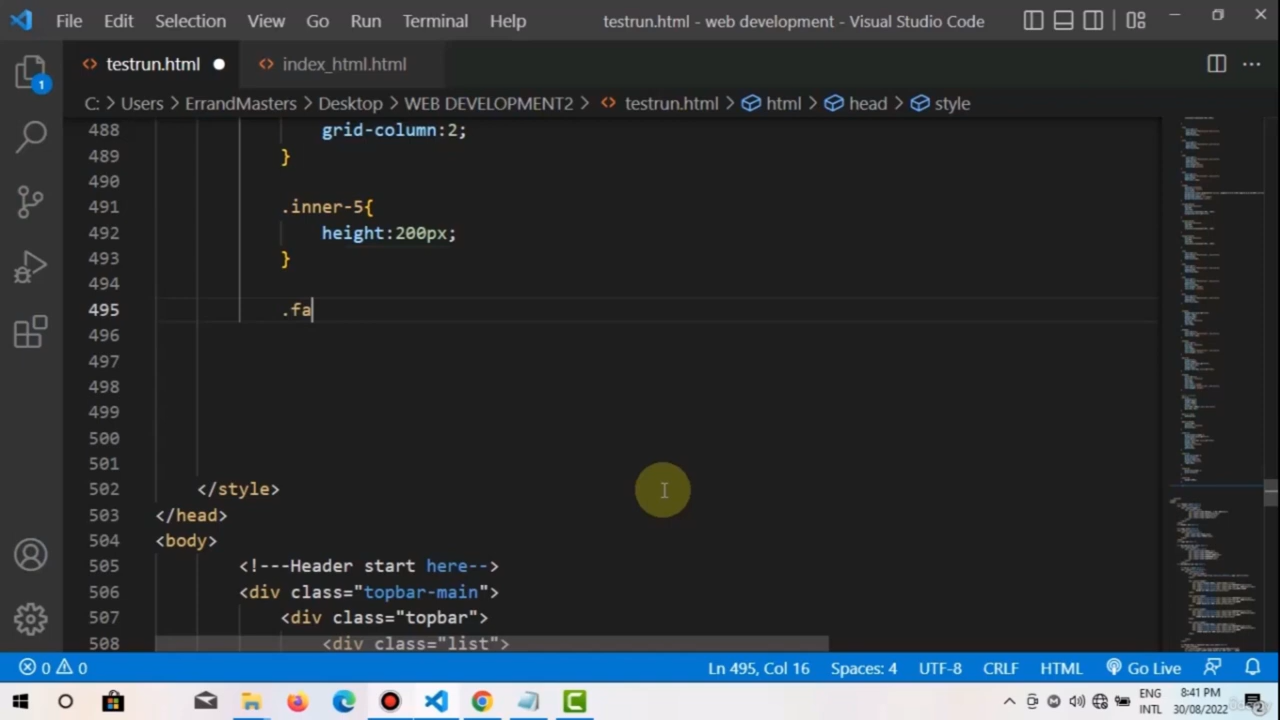 File Edit Selection View Go Run Terminal Help testrun.html - web development - Visual Studio Code
testrun.html index_html.html
C: > Users > ErrandMasters > Desktop > WEB DEVELOPMENT2 > testrun.html > html > head > style
1
488 grid-column:2;
489 }
490
491 .inner-5{
492 height:200px;
493 }
494
495 .fa
496
497
498
499
500
501
502 </style>
503 </head>
504 <body>
505 <!---Header start here-->
506 <div class="topbar-main">
507 <div class="topbar">
508 <div class="list">
0 0 Ln 495, Col 16 Spaces: 4 UTF-8 CRLF HTML Go Live
ENG 8:41 PM
INTL 30/08/2022 2